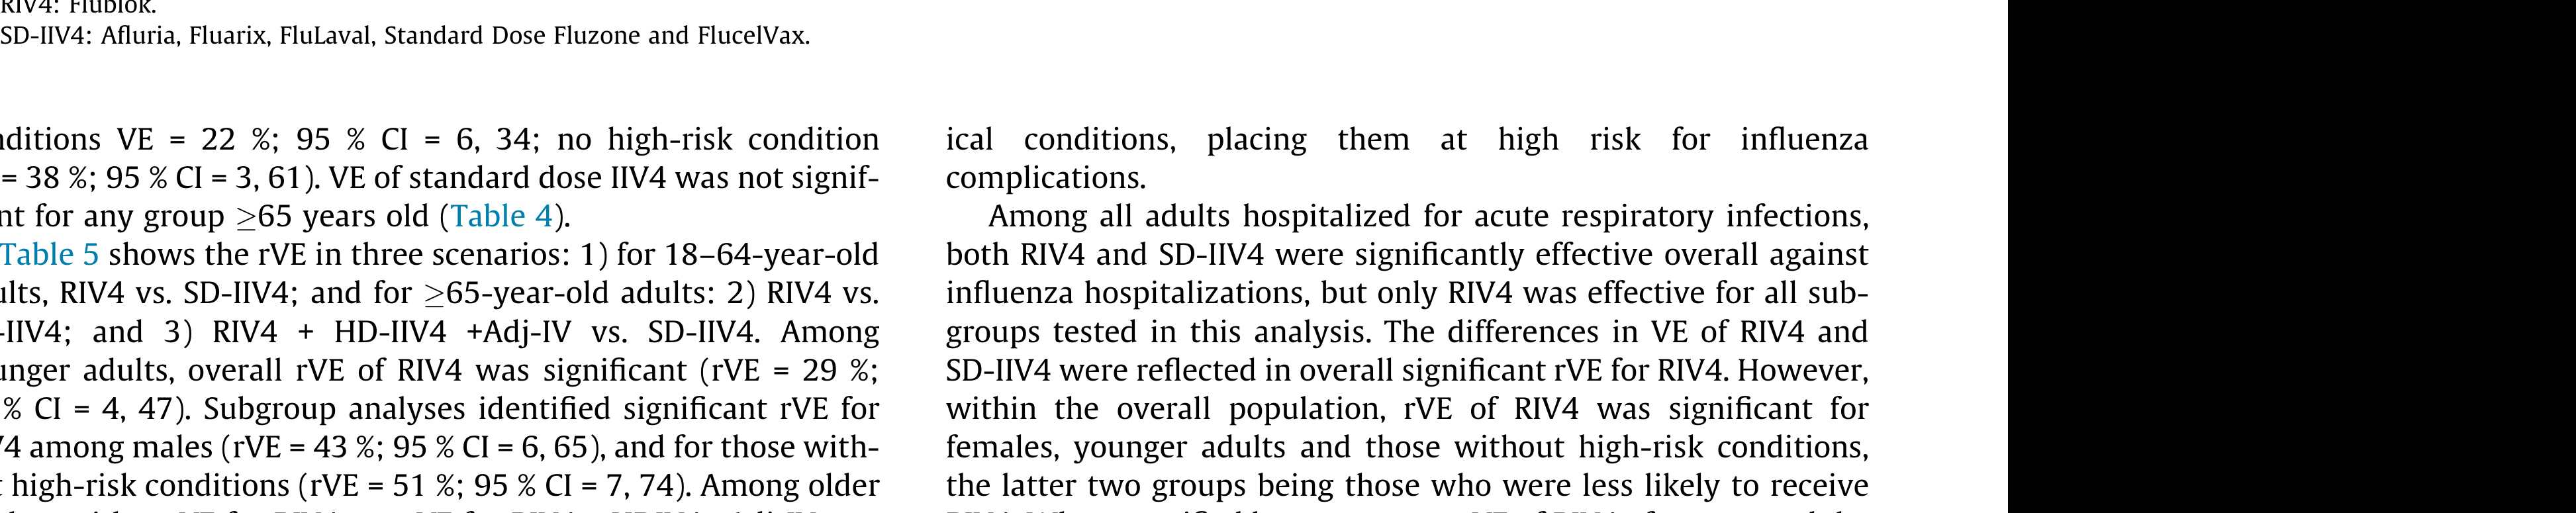 RIV4: Flublok.
SD-IIV4: Afluria, Fluarix, FluLaval, Standard Dose Fluzone and FlucelVax.
VE = 22 %; 95 % CI = 6, 34; no high-risk condition
= 38 %; 95 % CI = 3, 61). VE of standard dose IIV4 was not signif-
for any group ≥65 years old (Table 4).
Table 5 shows the rVE in three scenarios: 1) for 18–64-year-old
RIV4 vs. SD-IIV4; and for ≥65-year-old adults: 2) RIV4 vs.
-IIV4; and 3) RIV4 + HD-IIV4 +Adj-IV vs. SD-IIV4. Among
adults, overall rVE of RIV4 was significant (rVE = 29 %;
% CI = 4, 47). Subgroup analyses identified significant rVE for
among males (rVE = 43 %; 95 % CI = 6, 65), and for those with-
high-risk conditions (rVE = 51 %; 95 % CI = 7, 74). Among older
ical conditions, placing them at high risk for influenza
complications.
Among all adults hospitalized for acute respiratory infections,
both RIV4 and SD-IIV4 were significantly effective overall against
influenza hospitalizations, but only RIV4 was effective for all sub-
groups tested in this analysis. The differences in VE of RIV4 and
SD-IIV4 were reflected in overall significant rVE for RIV4. However,
within the overall population, rVE of RIV4 was significant for
females, younger adults and those without high-risk conditions,
the latter two groups being those who were less likely to receive